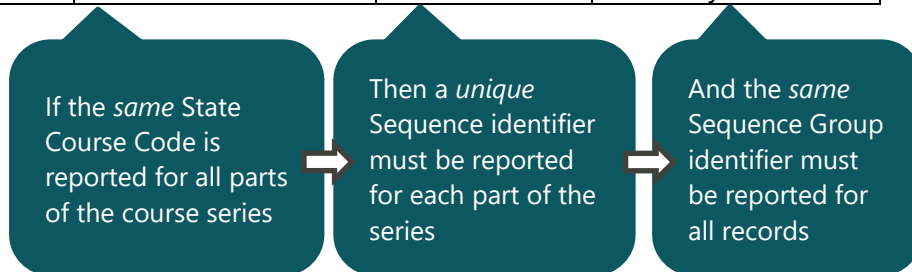 If the same State
Course Code is
reported for all parts
of the course series
Then a unique
Sequence identifier
must be reported
for each part of the
series
And the same
Sequence Group
identifier must
be reported for
all records